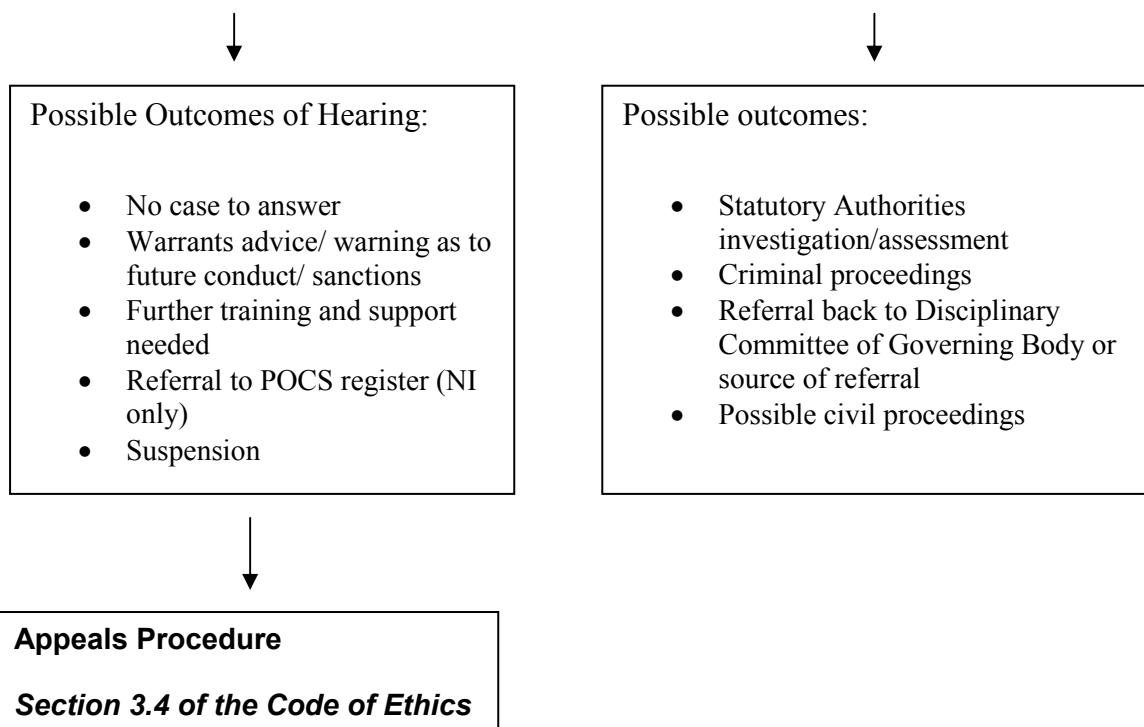 Possible Outcomes of Hearing:
• No case to answer
• Warrants advice/ warning as to
future conduct/ sanctions
• Further training and support
needed
• Referral to POCS register (NI
only)
• Suspension
Possible outcomes:
• Statutory Authorities
investigation/assessment
• Criminal proceedings
• Referral back to Disciplinary
Committee of Governing Body or
source of referral
• Possible civil proceedings
Appeals Procedure
Section 3.4 of the Code of Ethics